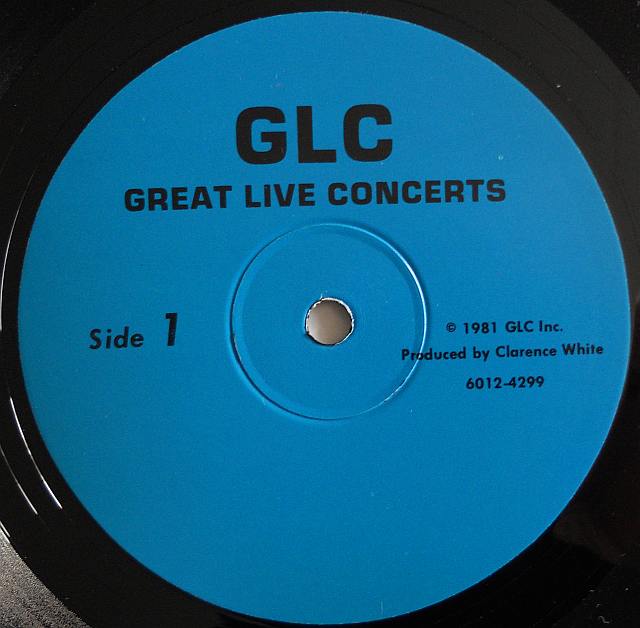 GLC
GREAT LIVE CONCERTS
Side 1
© 1981 GLC Inc.
Produced by Clarence White
6012-4299